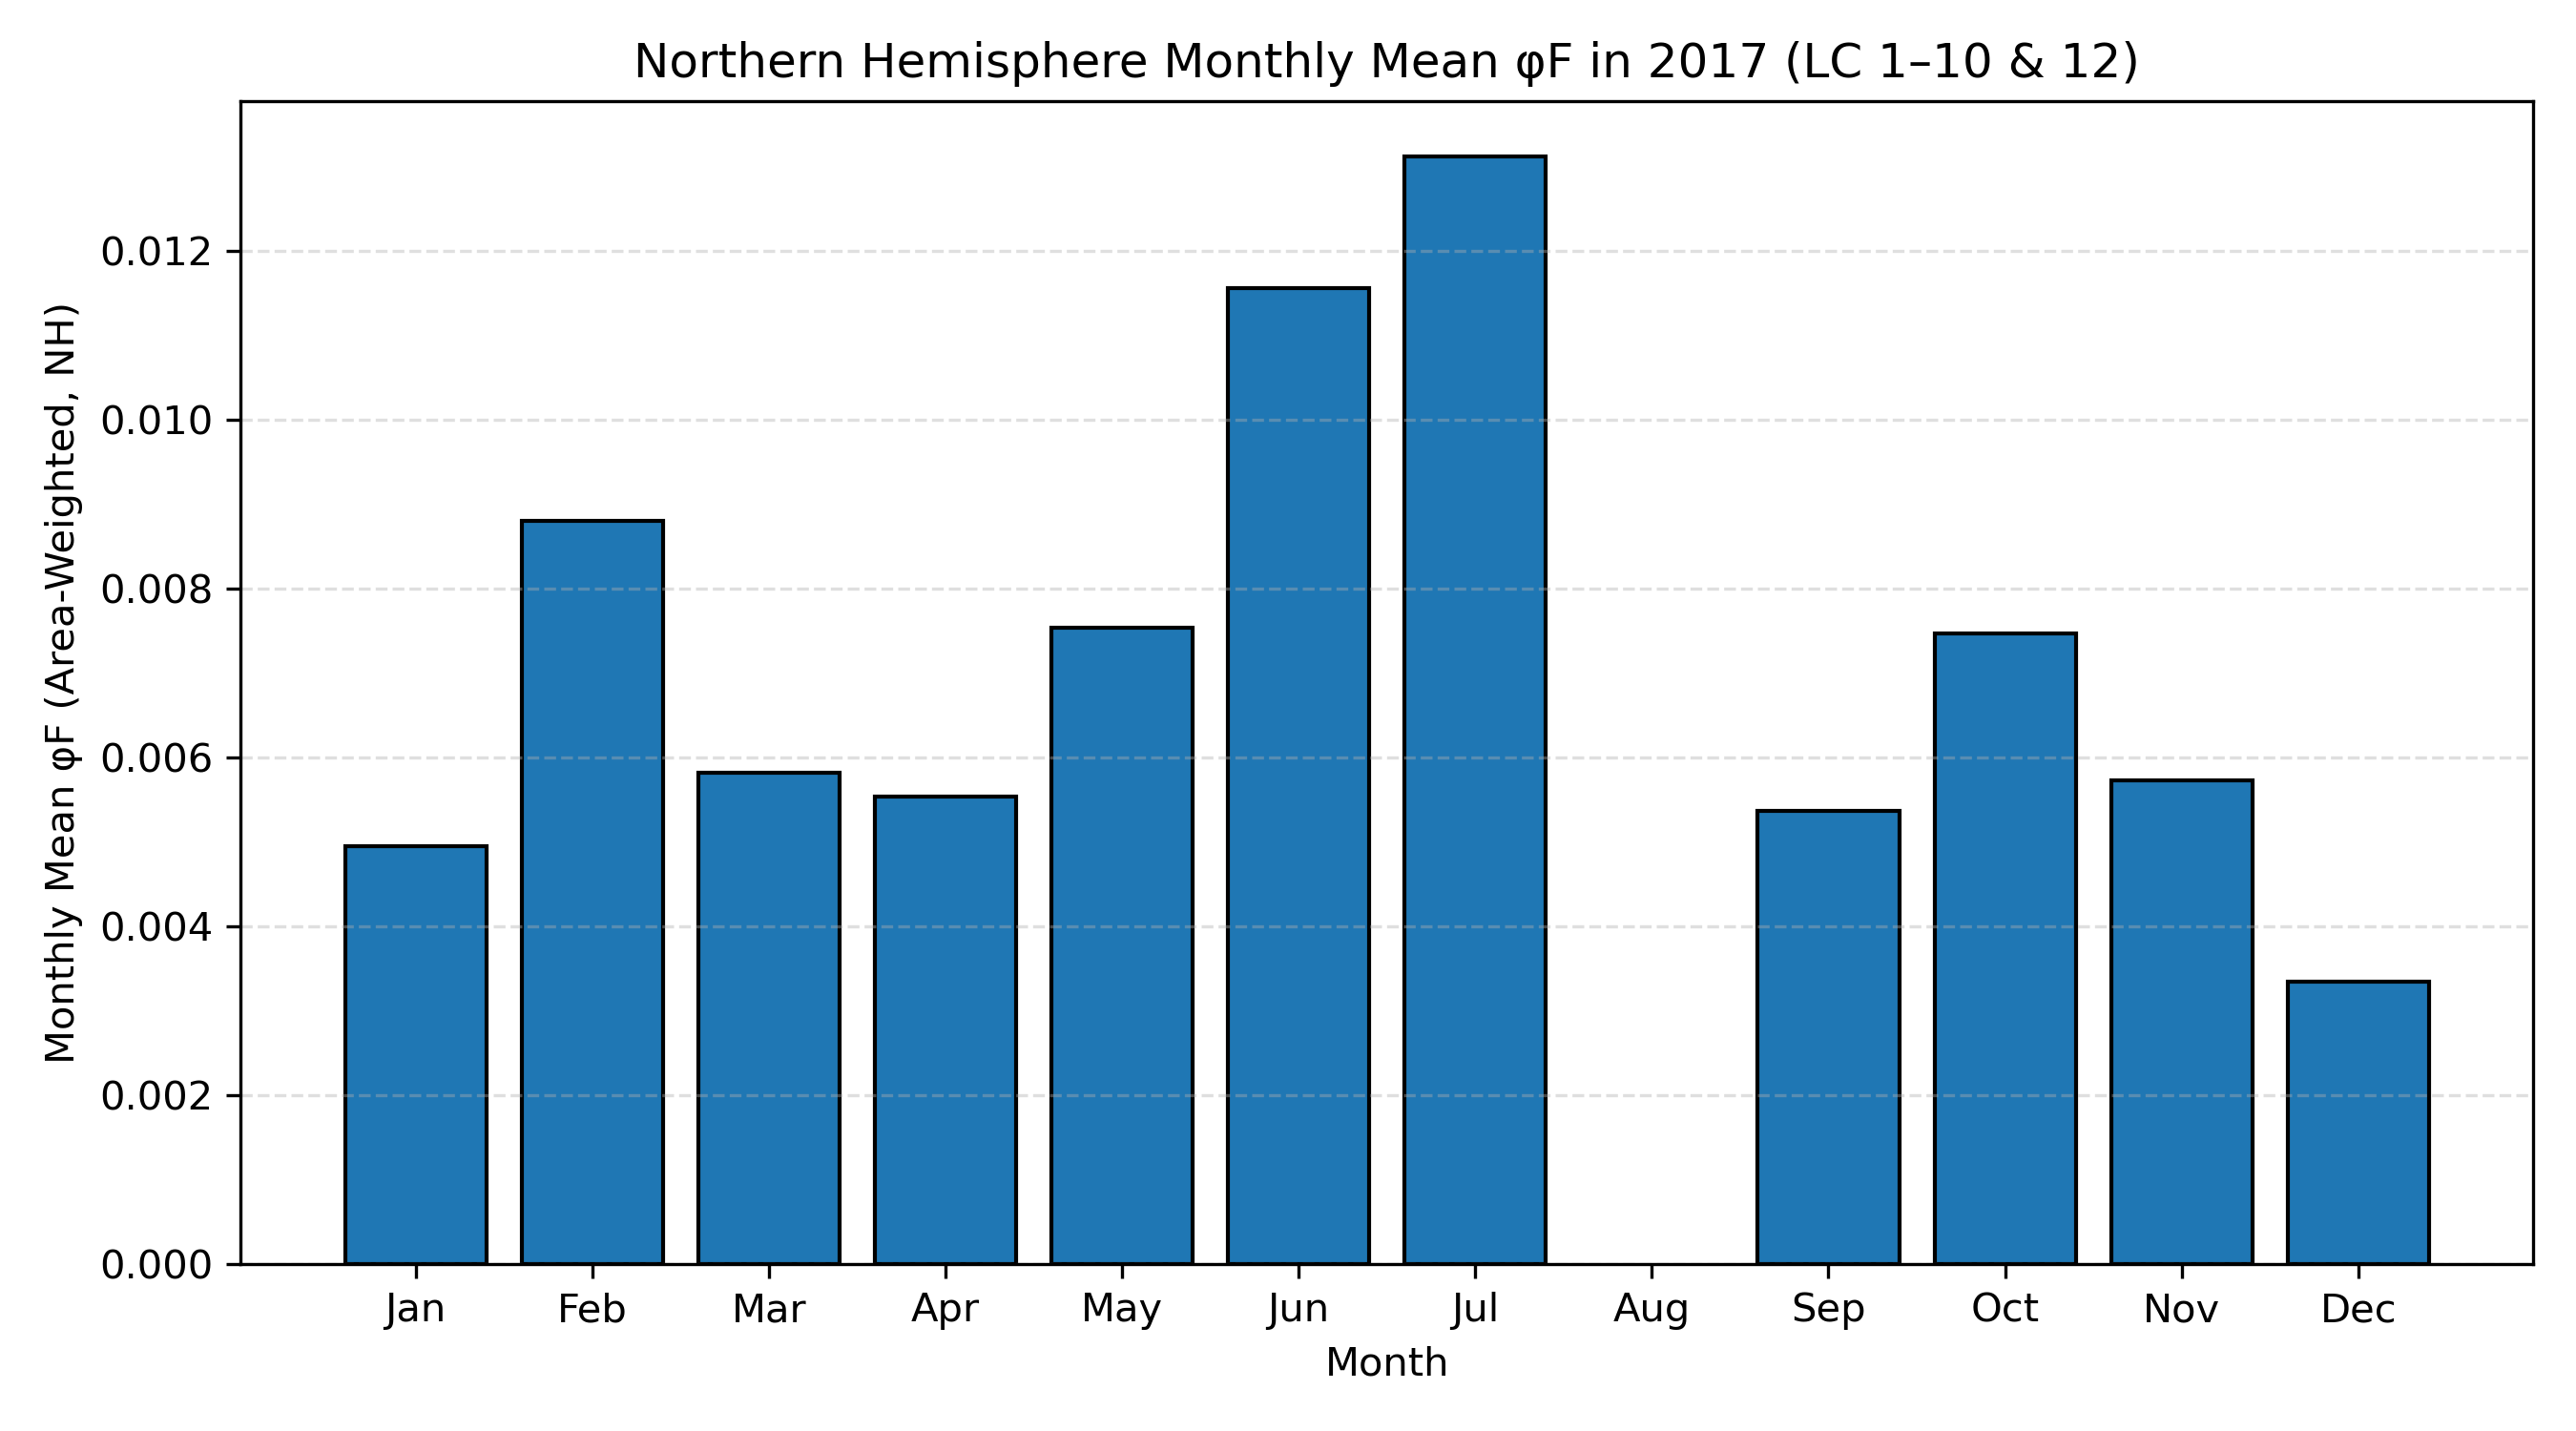 Northern Hemisphere Monthly Mean φF in 2017 (LC 1–10 & 12)
Monthly Mean φF (Area-Weighted, NH)
0.012
0.010
0.008
0.006
0.004
0.002
0.000
Jan Feb Mar Apr May Jun Jul Aug Sep Oct Nov Dec
Month